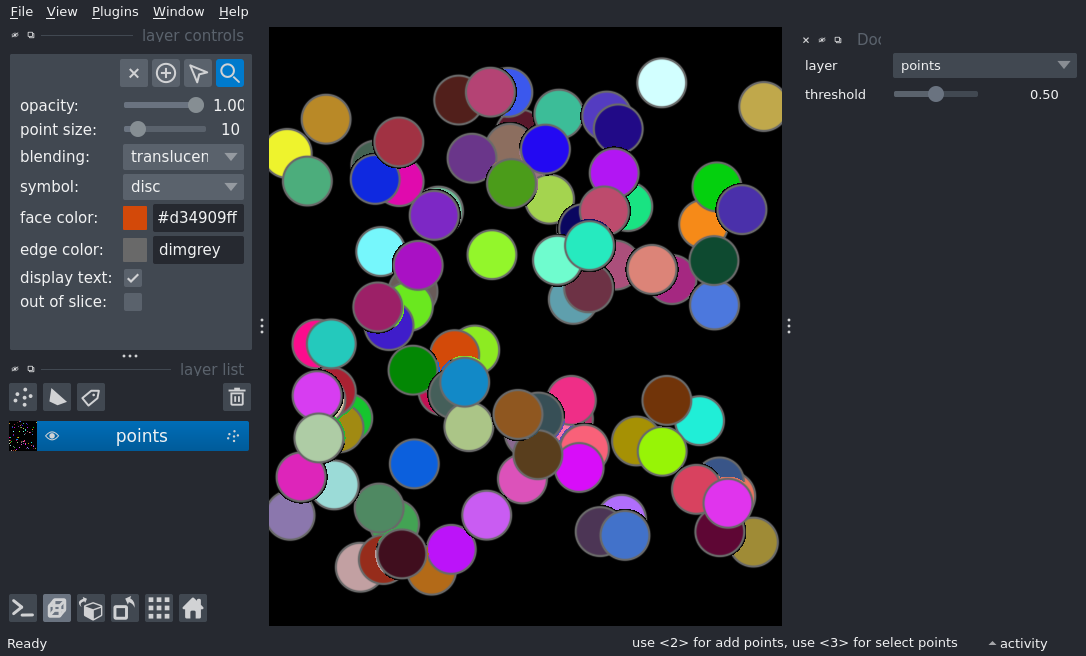 File View Plugins Window Help
layer controls
opacity: 1.00
point size: 10
blending: translucen
symbol: disc
face color: #d34909ff
edge color: dimgrey
display text:
out of slice:
layer list
points
Doc
layer points
threshold 0.50
Ready
use <2> for add points, use <3> for select points
activity